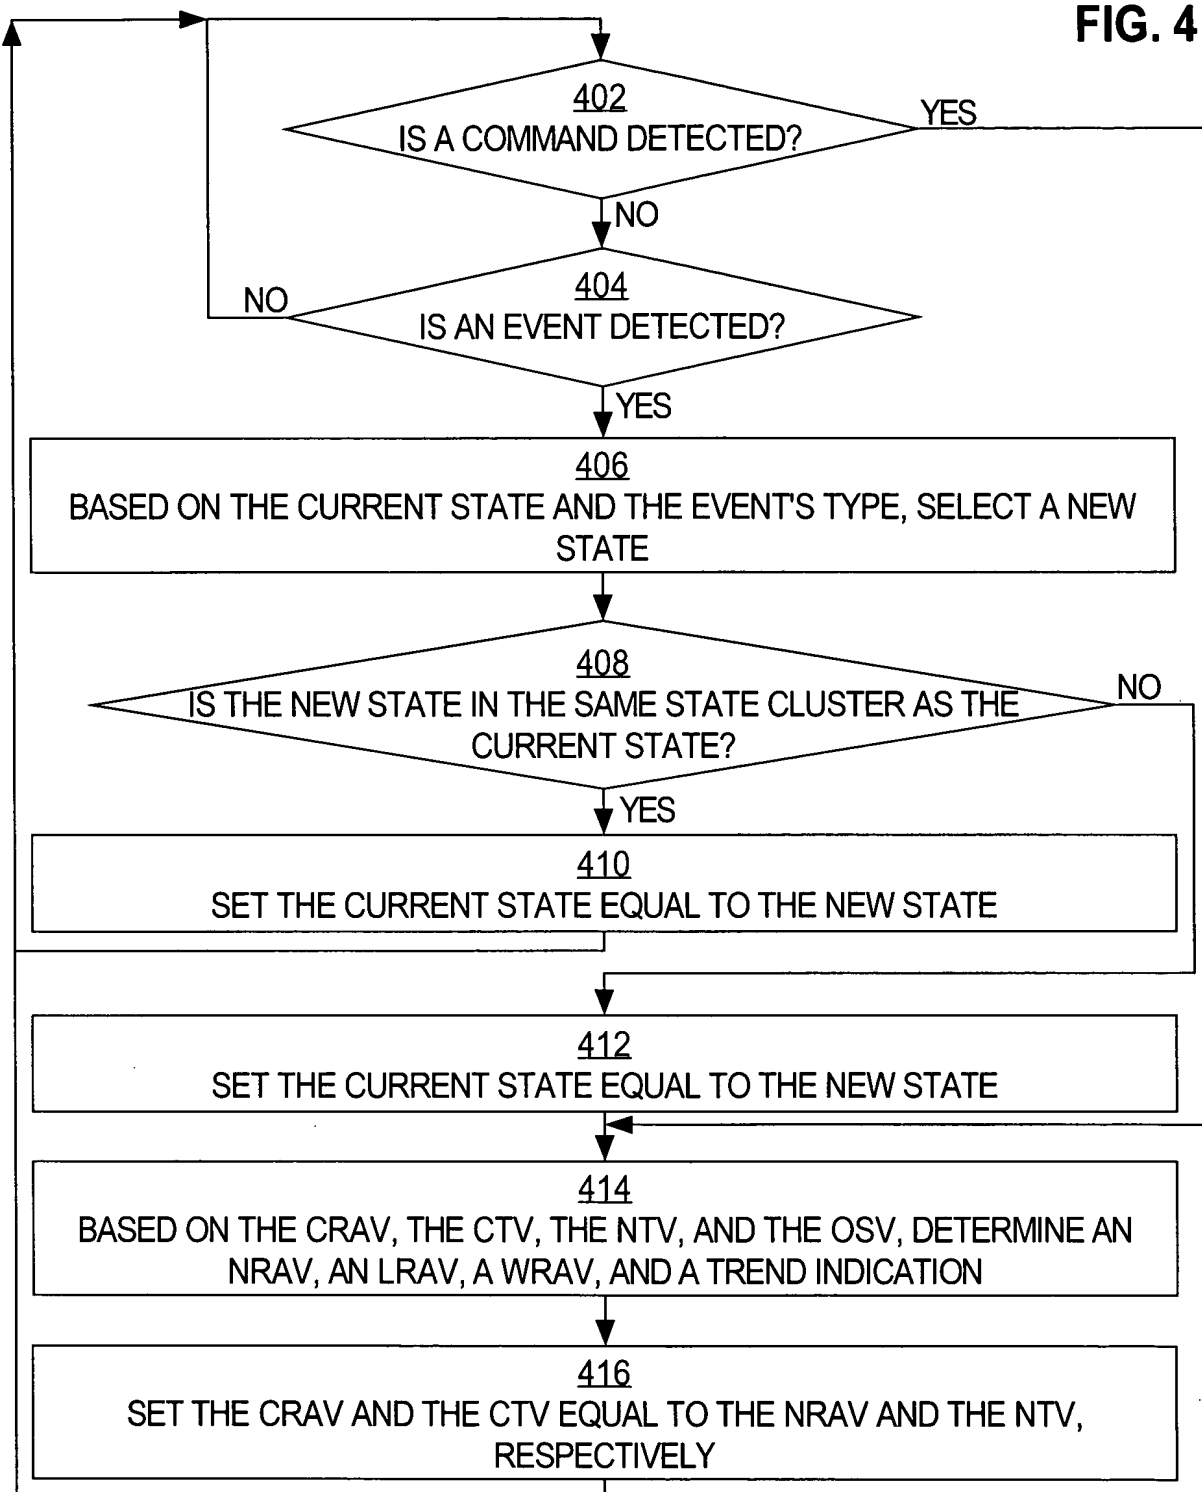 FIG. 4
402
IS A COMMAND DETECTED?
YES
NO
404
IS AN EVENT DETECTED?
NO
YES
406
BASED ON THE CURRENT STATE AND THE EVENT'S TYPE, SELECT A NEW
STATE
408
IS THE NEW STATE IN THE SAME STATE CLUSTER AS THE
CURRENT STATE?
NO
YES
410
SET THE CURRENT STATE EQUAL TO THE NEW STATE
412
SET THE CURRENT STATE EQUAL TO THE NEW STATE
414
BASED ON THE CRAV, THE CTV, THE NTV, AND THE OSV, DETERMINE AN
NRAV, AN LRAV, A WRAV, AND A TREND INDICATION
416
SET THE CRAV AND THE CTV EQUAL TO THE NRAV AND THE NTV,
RESPECTIVELY